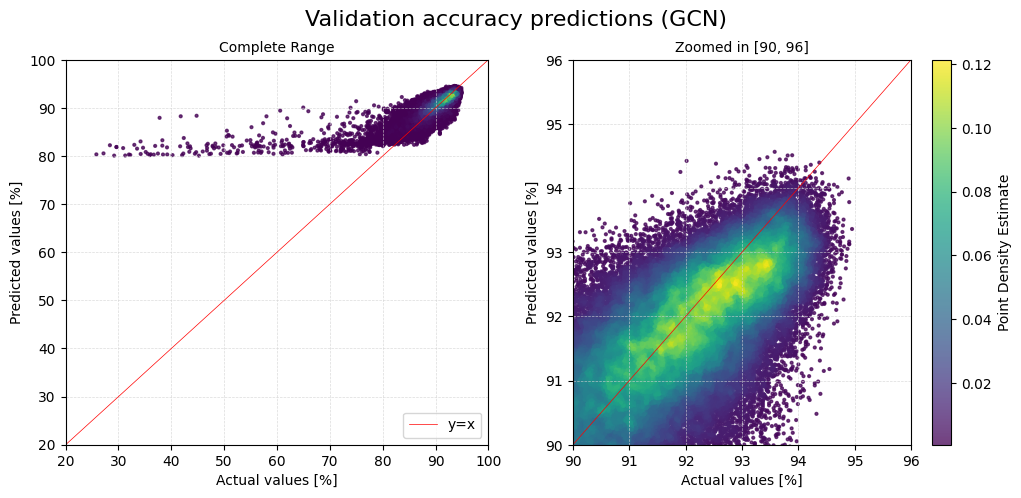 Validation accuracy predictions (GCN)
Complete Range
Predicted values [%]
100
90
80
70
60
50
40
30
20
20 30 40 50 60 70 80 90 100
Actual values [%]
y=x
Zoomed in [90, 96]
Predicted values [%]
96
95
94
93
92
91
90
90 91 92 93 94 95 96
Actual values [%]
0.12
0.10
0.08
0.06
0.04
0.02
Point Density Estimate